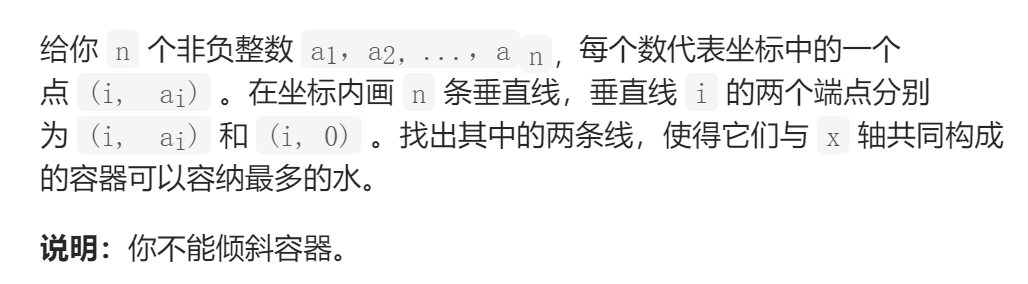 给你 n 个非负整数 a1，a2, ...，a n，每个数代表坐标中的一个
点 (i, ai) 。在坐标内画 n 条垂直线，垂直线 i 的两个端点分别
为 (i, ai) 和 (i, 0) 。找出其中的两条线，使得它们与 x 轴共同构成
的容器可以容纳最多的水。
说明：你不能倾斜容器。